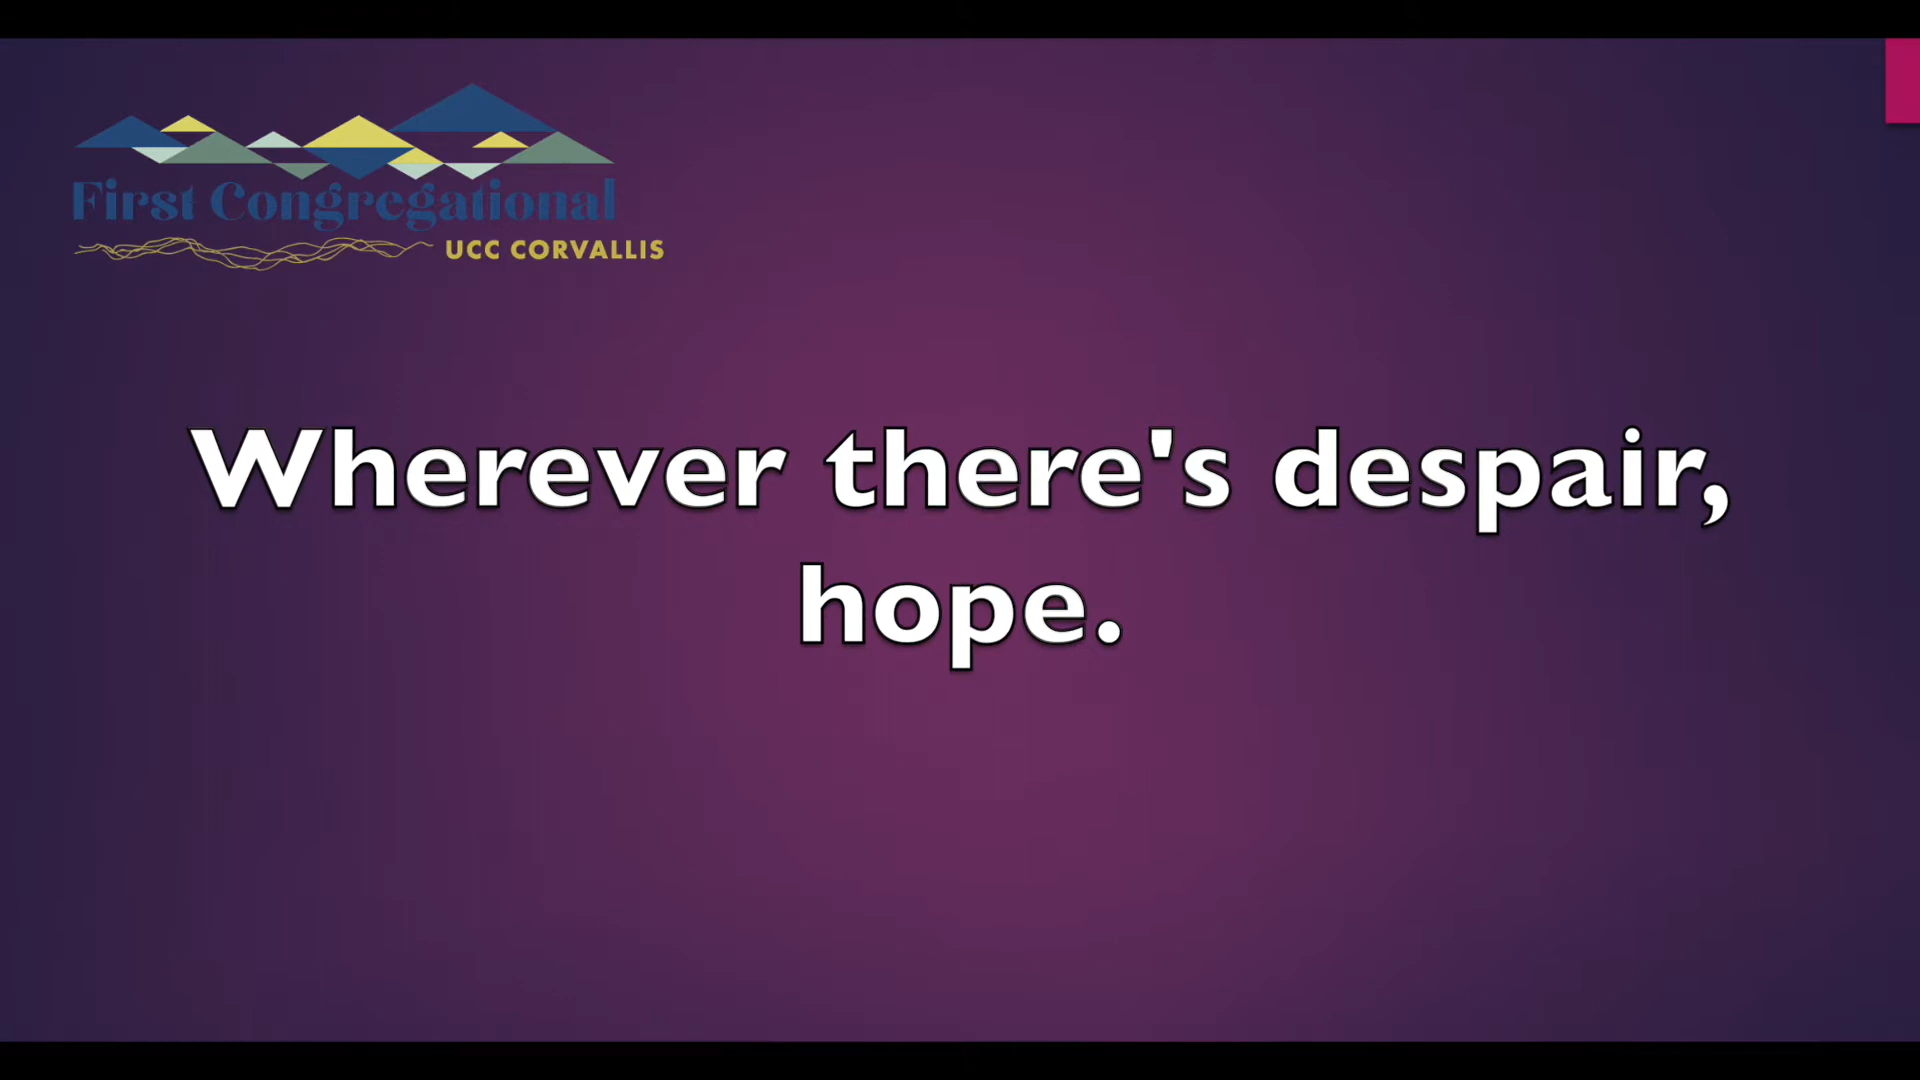 First Congregational
UCC CORVALLIS
Wherever there's despair,
hope.